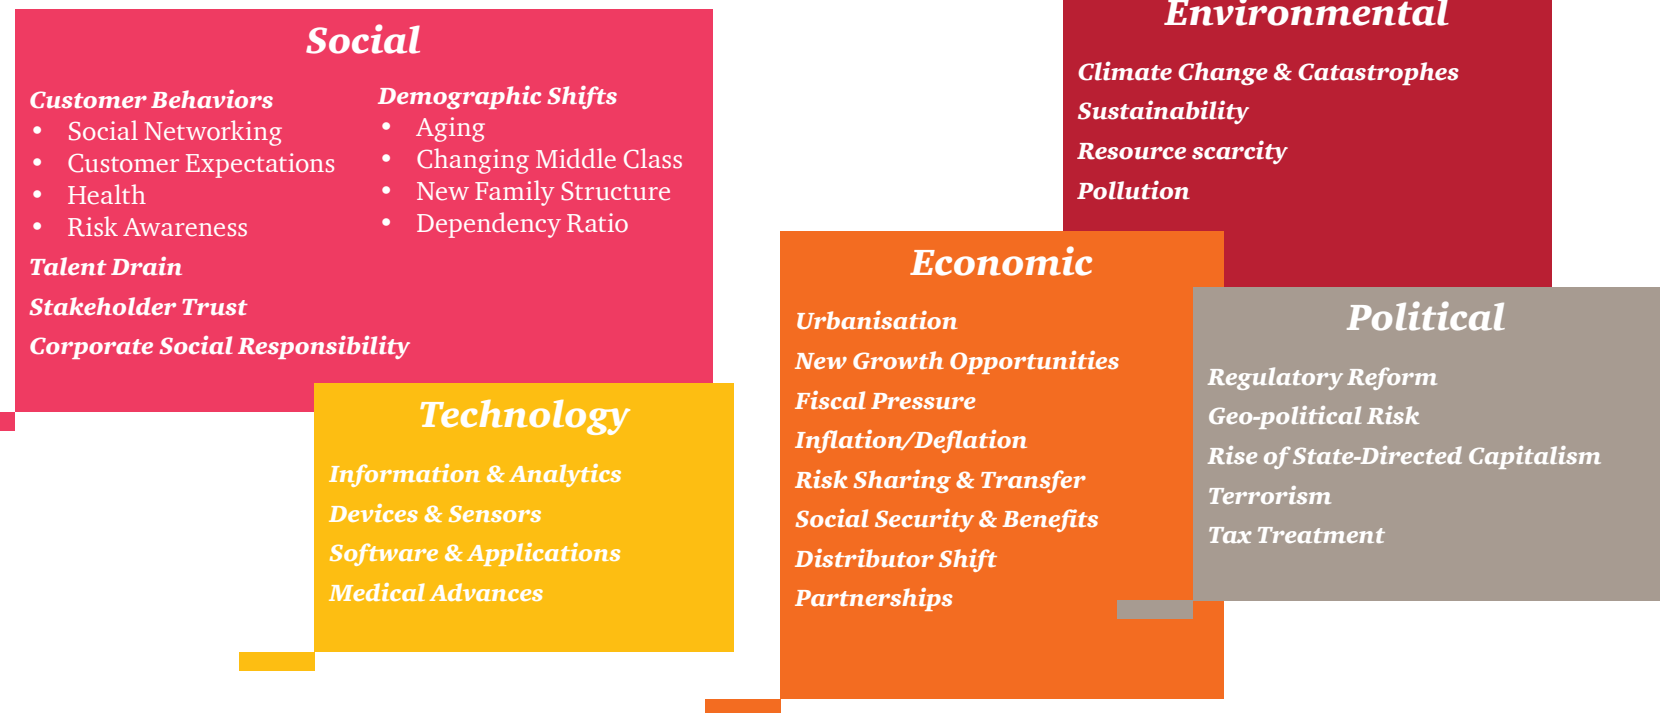 Social
Customer Behaviors
• Social Networking
• Customer Expectations
• Health
• Risk Awareness
Talent Drain
Stakeholder Trust
Corporate Social Responsibility
Demographic Shifts
• Aging
• Changing Middle Class
• New Family Structure
• Dependency Ratio
Technology
Information & Analytics
Devices & Sensors
Software & Applications
Medical Advances
Environmental
Climate Change & Catastrophes
Sustainability
Resource scarcity
Pollution
Economic
Urbanisation
New Growth Opportunities
Fiscal Pressure
Inflation/Deflation
Risk Sharing & Transfer
Social Security & Benefits
Distributor Shift
Partnerships
Political
Regulatory Reform
Geo-political Risk
Rise of State-Directed Capitalism
Terrorism
Tax Treatment